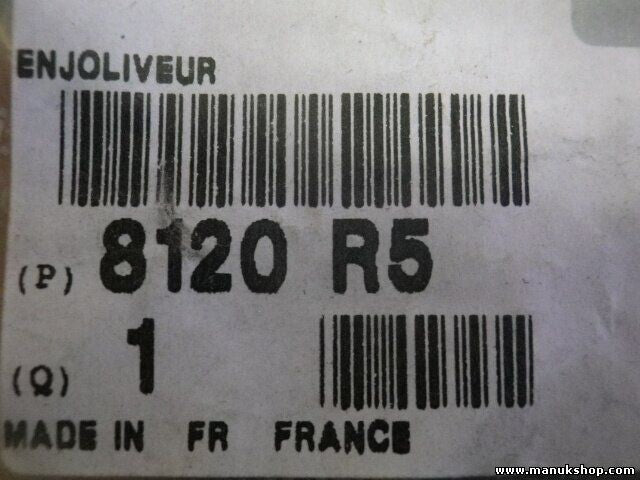 ENJOLIVEUR
(P) 8120 R5
(Q) 1
MADE IN FR FRANCE
www.manukshop.com